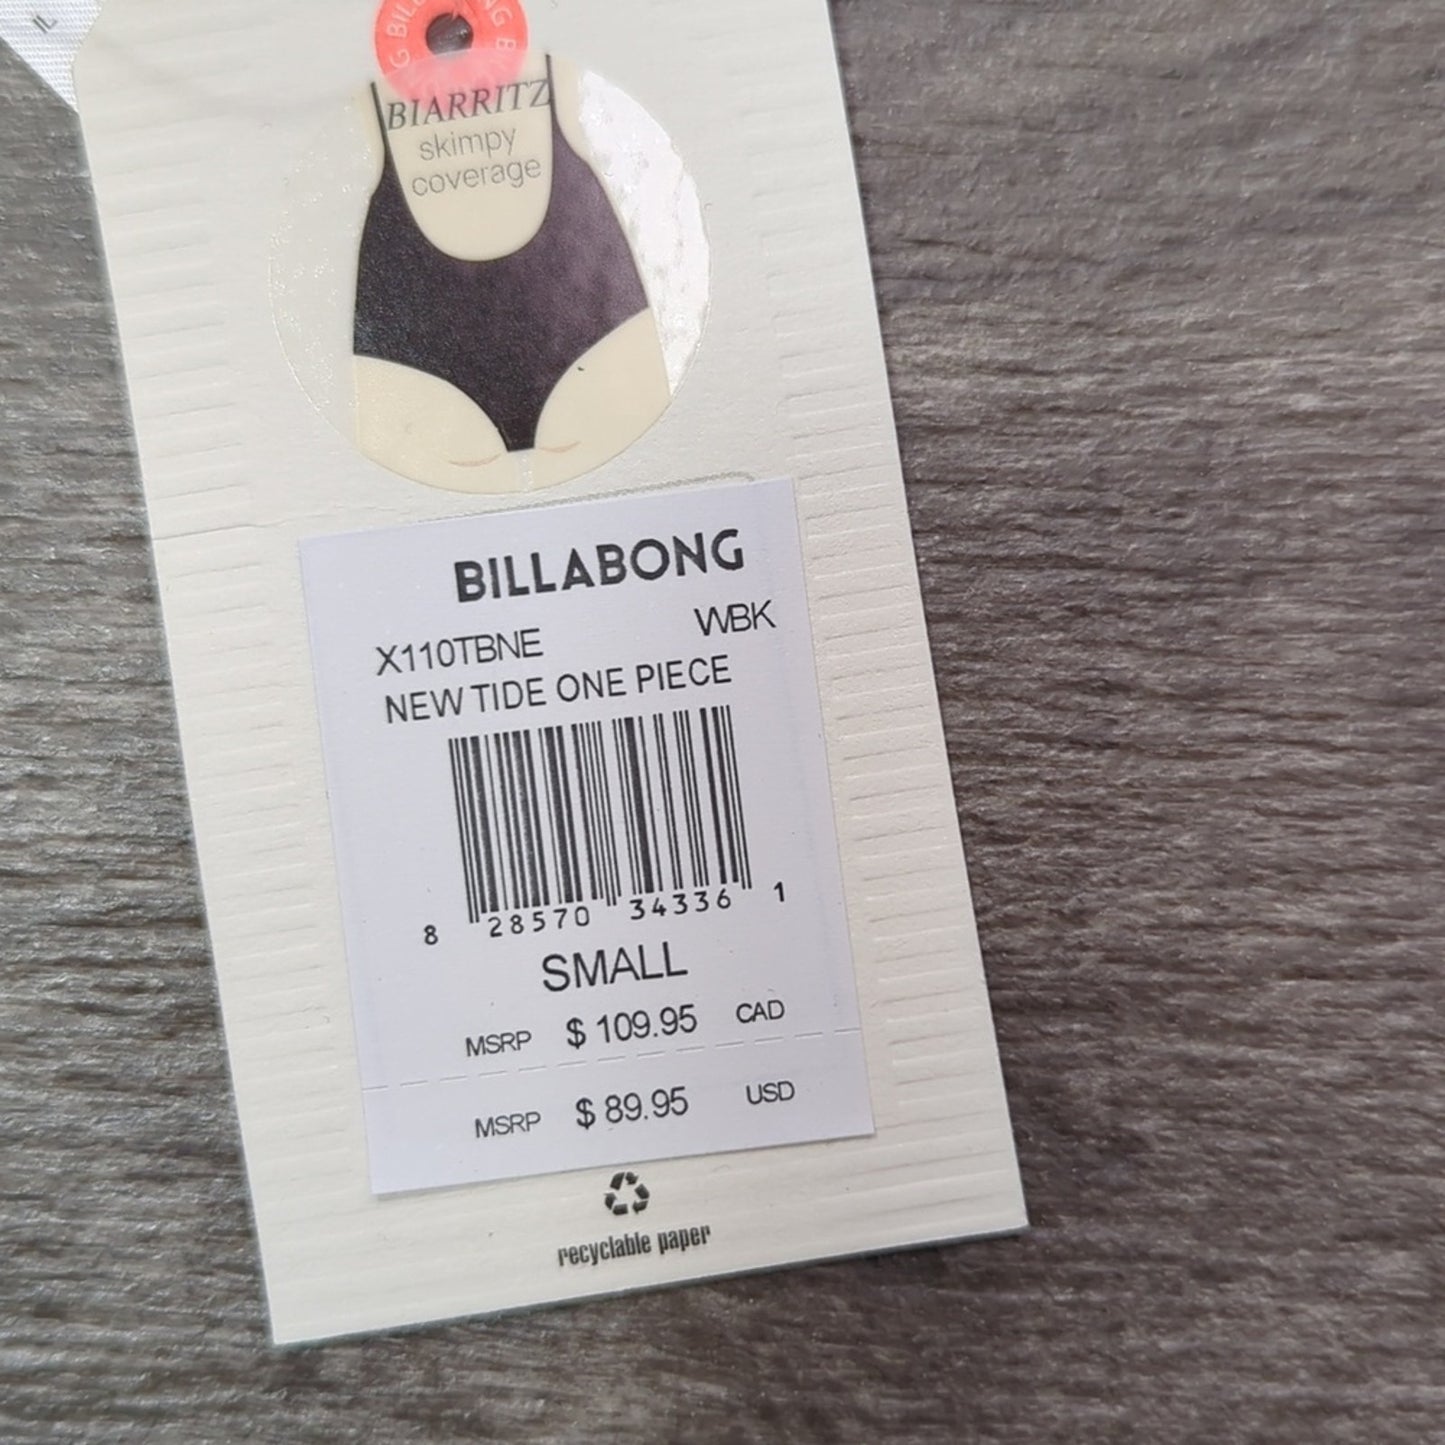 BIARRITZ
skimpy
coverage
BILLABONG
X110TBNE WBK
NEW TIDE ONE PIECE
8 28570 34336 1
SMALL
MSRP $ 109.95 CAD
MSRP $ 89.95 USD
recyclable paper